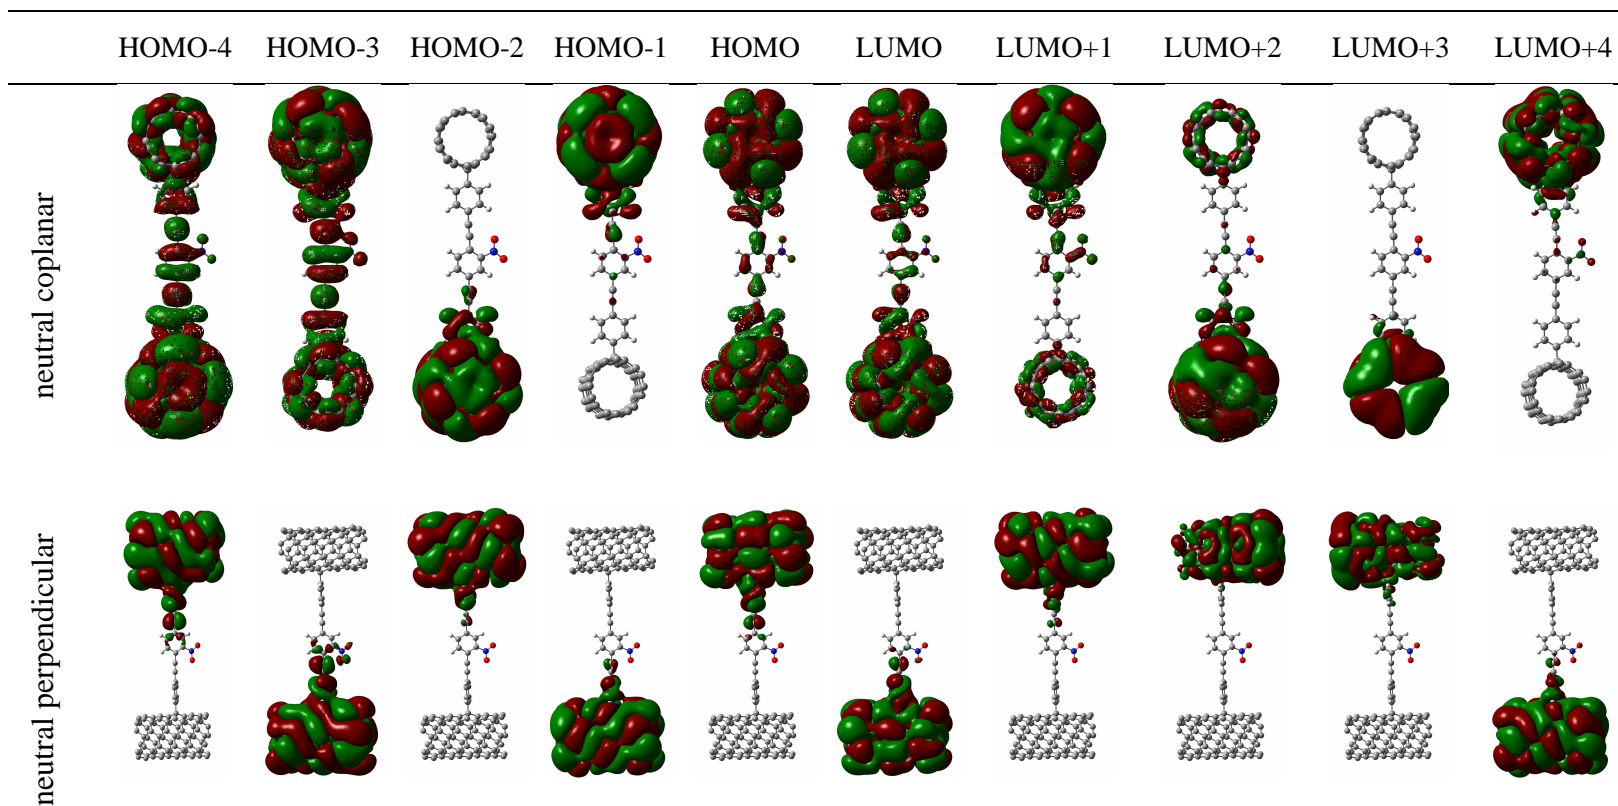 HOMO-4 HOMO-3 HOMO-2 HOMO-1 HOMO LUMO LUMO+1 LUMO+2 LUMO+3 LUMO+4
neutral coplanar
neutral perpendicular